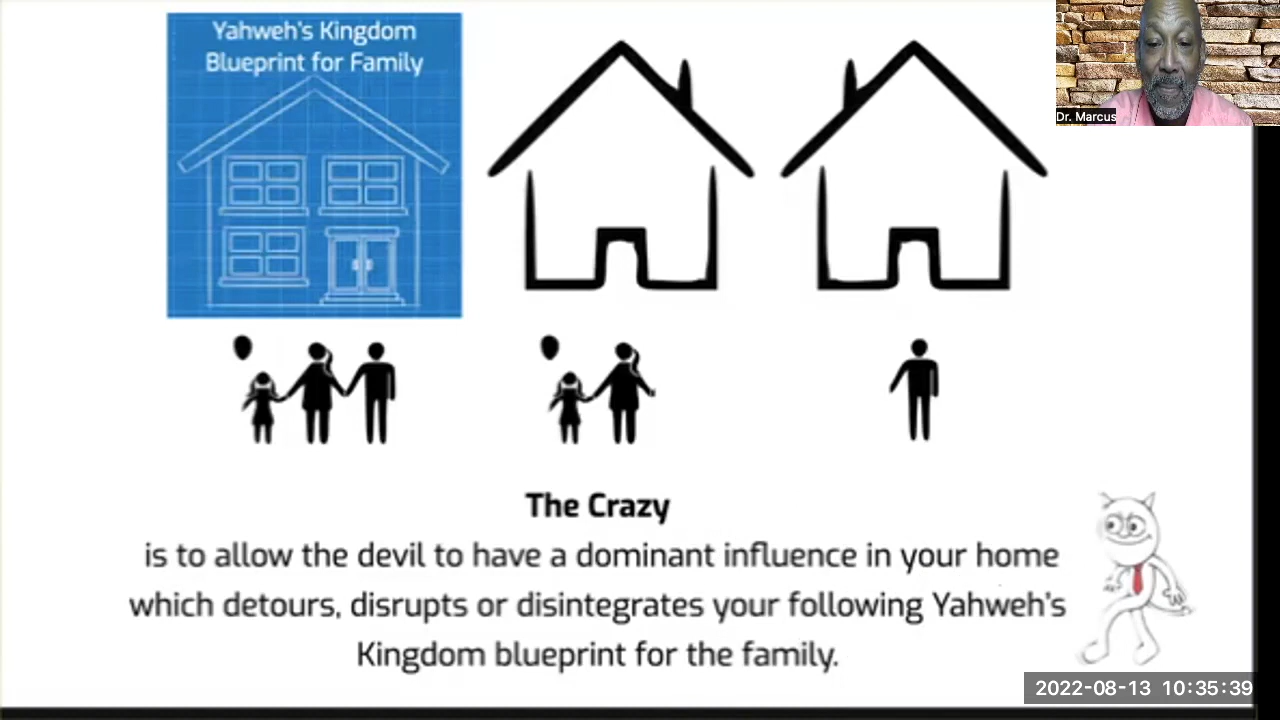 Yahweh's Kingdom
Blueprint for Family
Dr. Marcus
The Crazy
is to allow the devil to have a dominant influence in your home
which detours, disrupts or disintegrates your following Yahweh's
Kingdom blueprint for the family.
2022-08-13 10:35:39